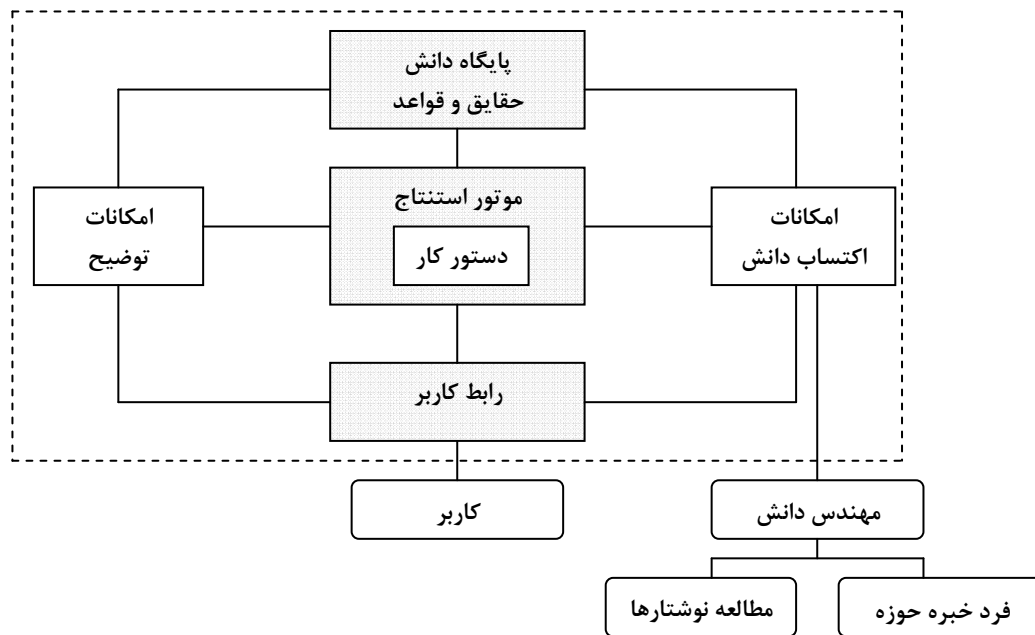 پایگاه دانش
حقایق و قواعد
موتور استنتاج
دستور کار
امکانات
اکتساب دانش
امکانات
توضیح
رابط کاربر
کاربر
مهندس دانش
فرد خبره حوزه
مطالعه نوشتارها